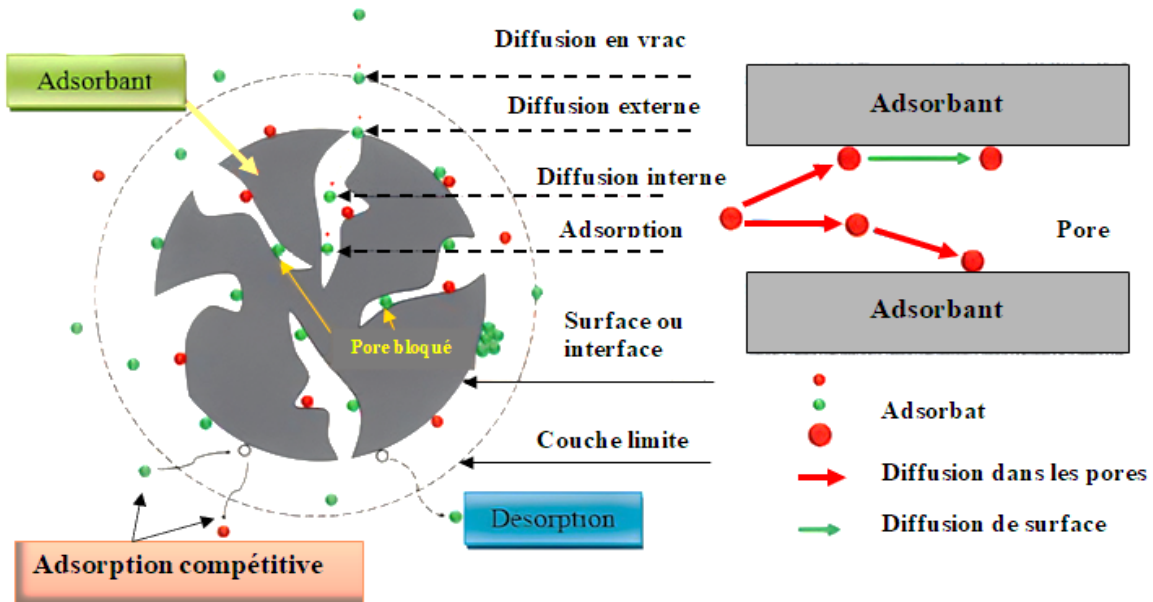 Diffusion en vrac
Adsorbant
Diffusion externe
Diffusion interne
Adsorption
Pore bloqué
Surface ou
interface
Couche limite
Desorption
Adsorption compétitive
Adsorbant
Pore
Adsorbant
Adsorbat
Diffusion dans les pores
Diffusion de surface